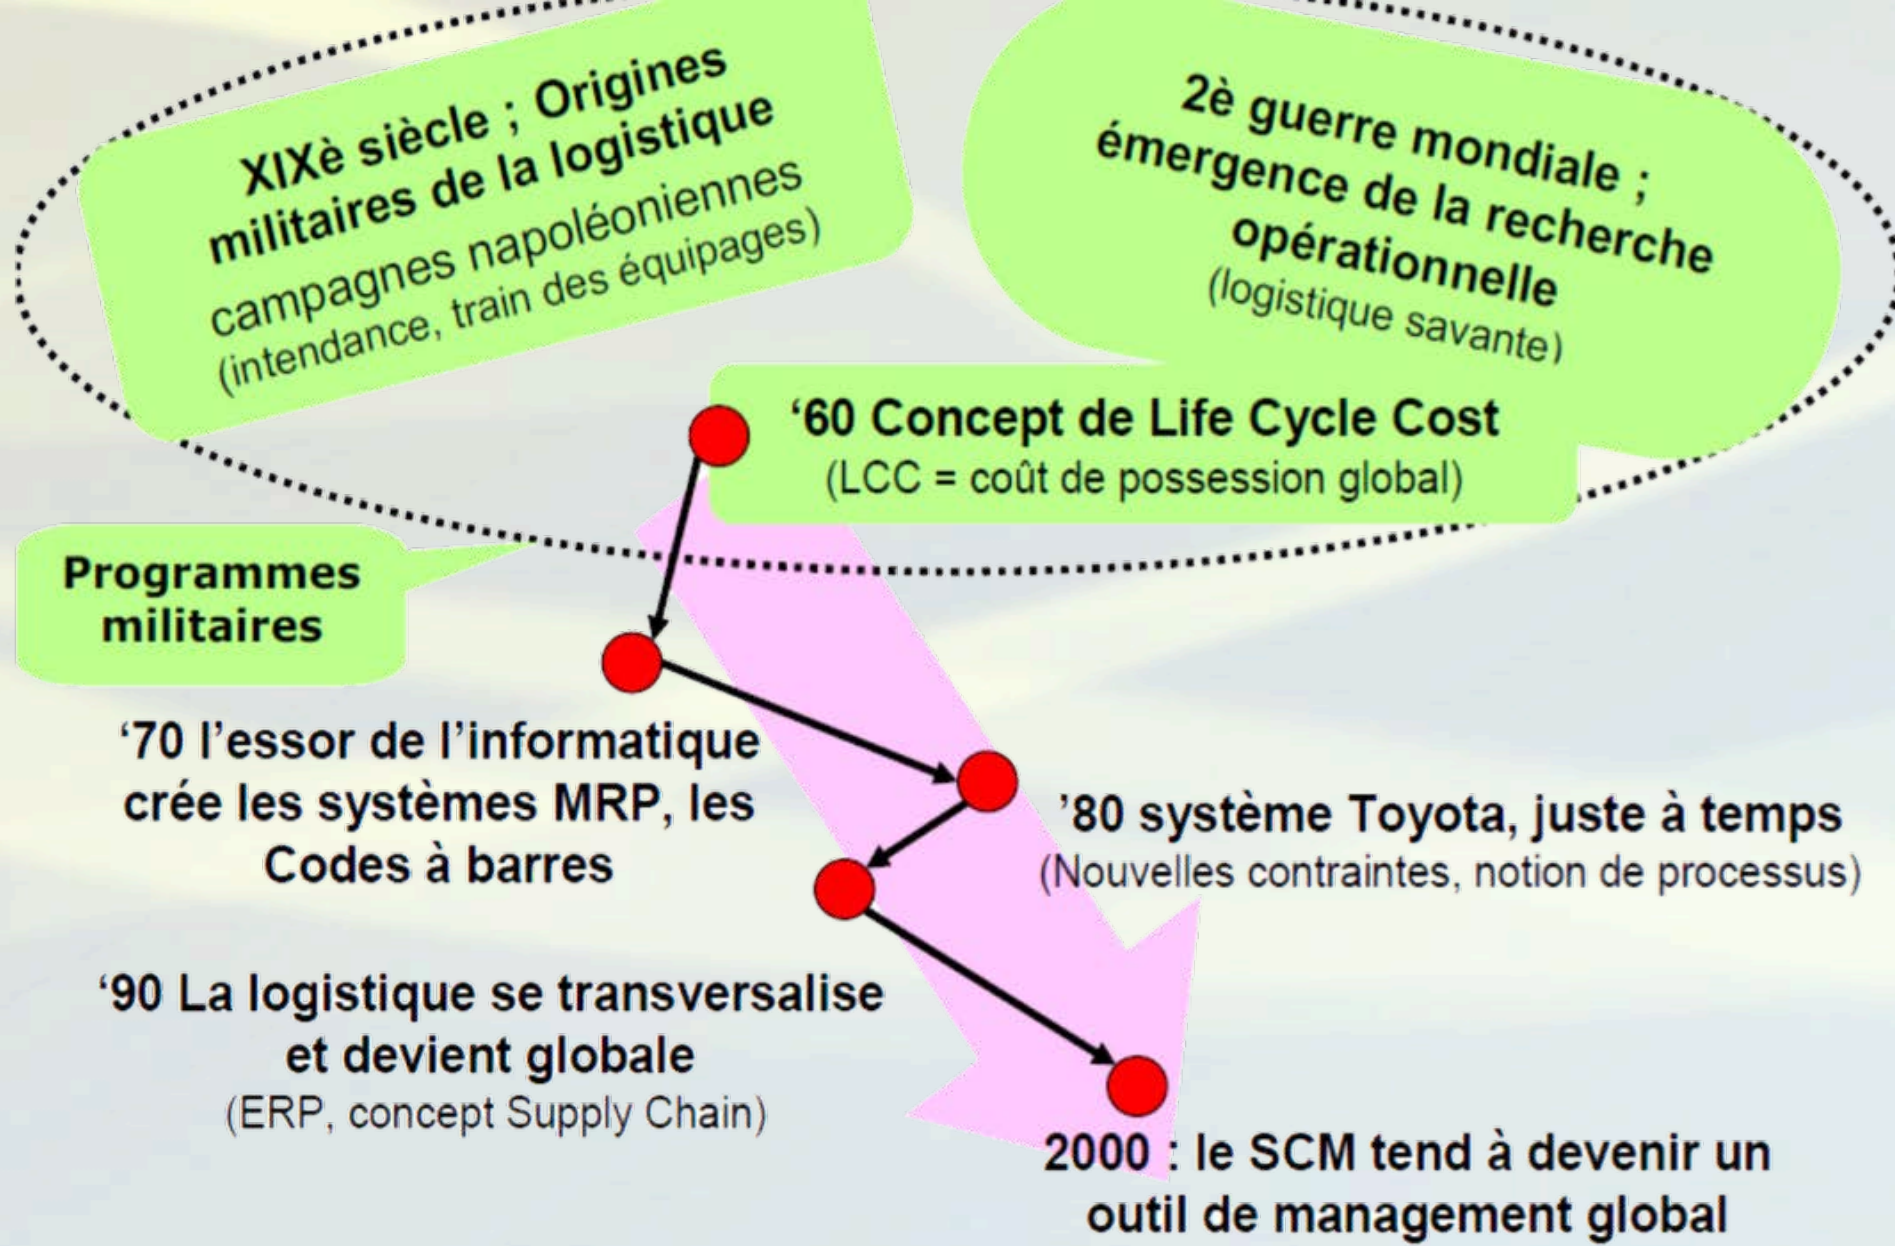 XIXè siècle ; Origines
militaires de la logistique
campagnes napoléoniennes
(intendance, train des équipages)
2è guerre mondiale ;
émergence de la recherche
opérationnelle
(logistique savante)
‘60 Concept de Life Cycle Cost
(LCC = coût de possession global)
Programmes
militaires
‘70 l’essor de l’informatique
crée les systèmes MRP, les
Codes à barres
’80 système Toyota, juste à temps
(Nouvelles contraintes, notion de processus)
‘90 La logistique se transversalise
et devient globale
(ERP, concept Supply Chain)
2000 : le SCM tend à devenir un
outil de management global